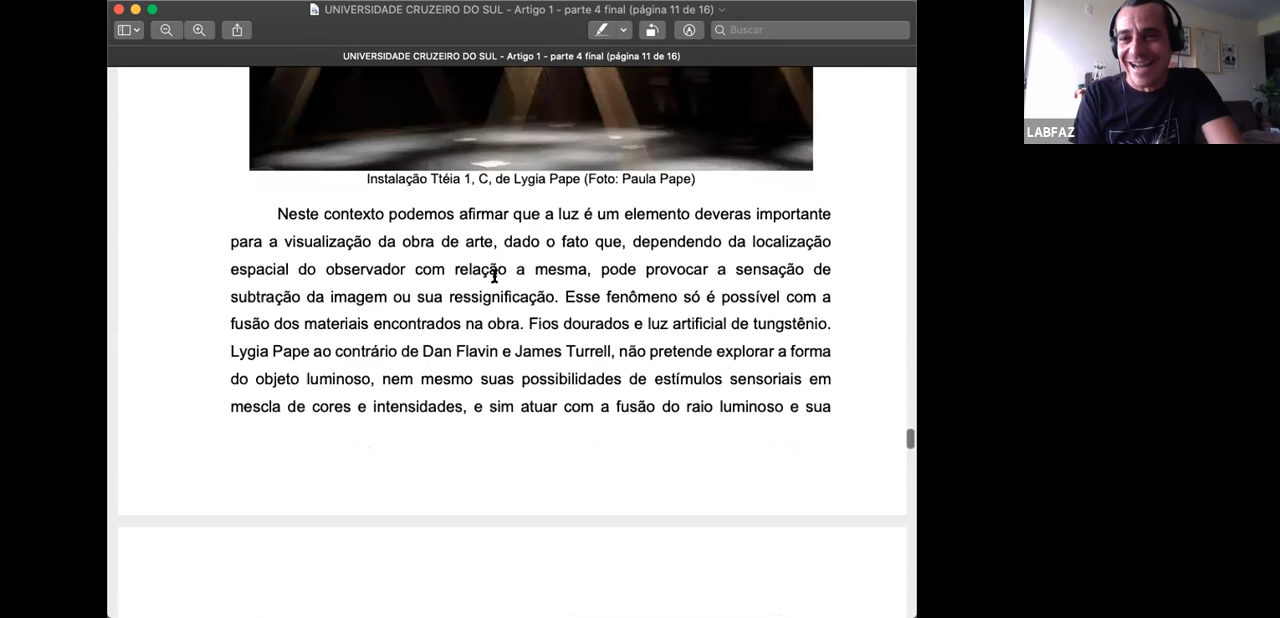 UNIVERSIDADE CRUZEIRO DO SUL - Artigo 1 - parte 4 final (página 11 de 16)
Buscar
UNIVERSIDADE CRUZEIRO DO SUL - Artigo 1 - parte 4 final (página 11 de 16)
LABFAZ
Instalação Ttéia 1, C, de Lygia Pape (Foto: Paula Pape)
Neste contexto podemos afirmar que a luz é um elemento deveras importante
para a visualização da obra de arte, dado o fato que, dependendo da localização
espacial do observador com relação a mesma, pode provocar a sensação de
subtração da imagem ou sua ressignificação. Esse fenômeno só é possível com a
fusão dos materiais encontrados na obra. Fios dourados e luz artificial de tungstênio.
Lygia Pape ao contrário de Dan Flavin e James Turrell, não pretende explorar a forma
do objeto luminoso, nem mesmo suas possibilidades de estímulos sensoriais em
mescla de cores e intensidades, e sim atuar com a fusão do raio luminoso e sua